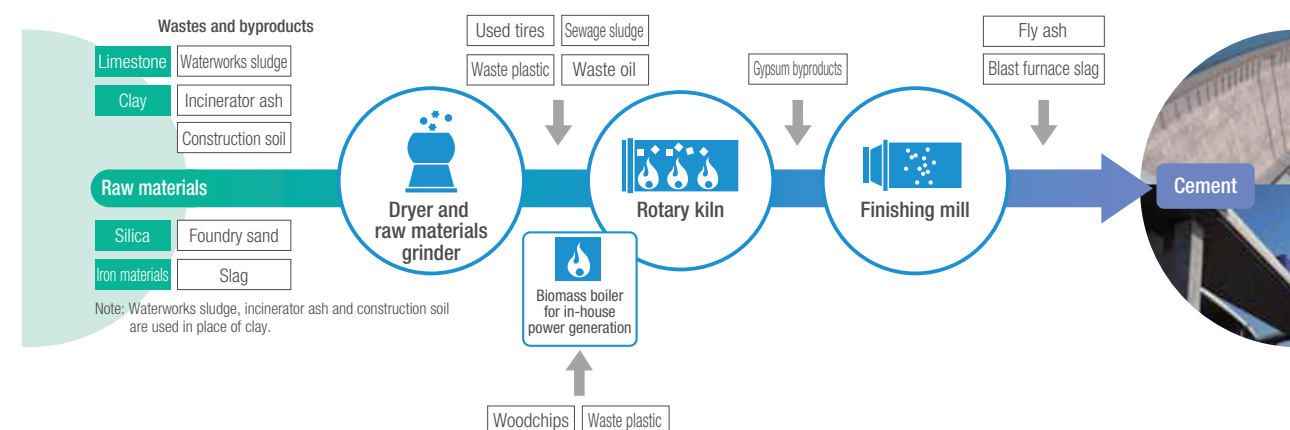 Wastes and byproducts
Limestone
Waterworks sludge
Clay
Incinerator ash
Construction soil
Raw materials
Silica
Foundry sand
Iron materials
Slag
Note: Waterworks sludge, incinerator ash and construction soil
are used in place of clay.
Used tires
Sewage sludge
Waste plastic
Waste oil
Gypsum byproducts
Fly ash
Blast furnace slag
Dryer and
raw materials
grinder
Rotary kiln
Finishing mill
Cement
Biomass boiler
for in-house
power generation
Woodchips
Waste plastic